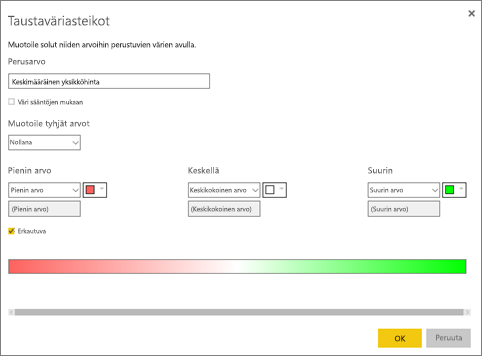 Taustaväriasteikot
Muotoile solut niiden arvoihin perustuvien värien avulla.
Perusarvo
Keskimääräinen yksikköhinta
Väri sääntöjen mukaan
Muotoile tyhjät arvot
Nollana
Pienin arvo Keskellä Suurin
Pienin arvo Keskikokoinen arvo Suurin arvo
(Pienin arvo) (Keskikokoinen arvo) (Suurin arvo)
Erkautuva
OK Peruuta